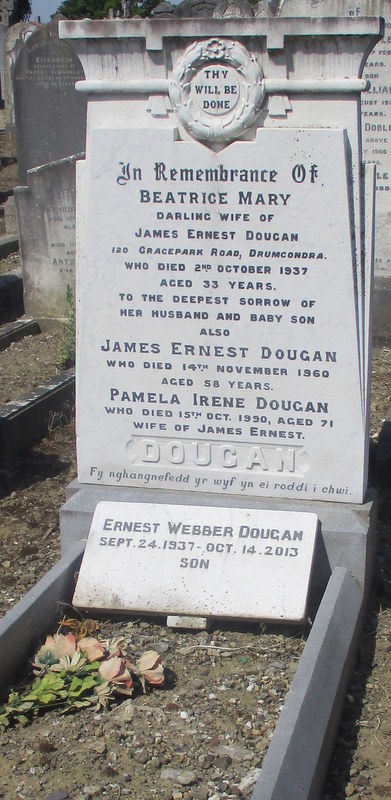 THY
WILL BE
DONE
In Remembrance Of
BEATRICE MARY
DARLING WIFE OF
JAMES ERNEST DOUGAN
120 GRACEPARK ROAD, DRUMCONDRA.
WHO DIED 2ND OCTOBER 1937
AGED 33 YEARS.
TO THE DEEPEST SORROW OF
HER HUSBAND AND BABY SON
ALSO
JAMES ERNEST DOUGAN
WHO DIED 14TH NOVEMBER 1960
AGED 58 YEARS.
PAMELA IRENE DOUGAN
WHO DIED 15TH OCT. 1990, AGED 71
WIFE OF JAMES ERNEST.
DOUGAN
Fy nghangnefedd yr wyf yn ei roddi i chwi.
ERNEST WEBBER DOUGAN
SEPT. 24. 1937 - OCT. 14. 2013
SON